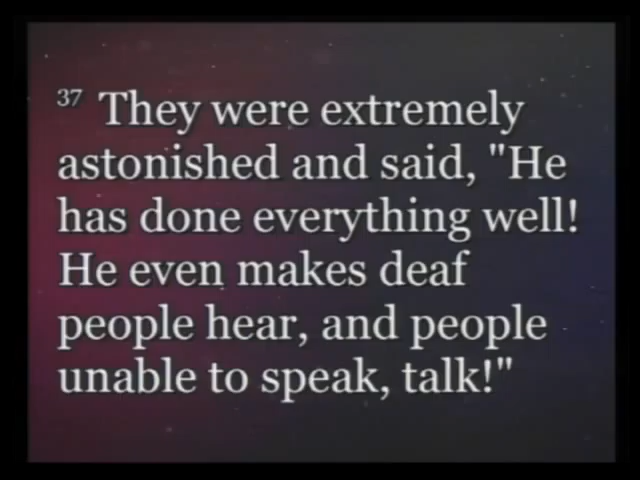 37 They were extremely
astonished and said, "He
has done everything well!
He even makes deaf
people hear, and people
unable to speak, talk!"